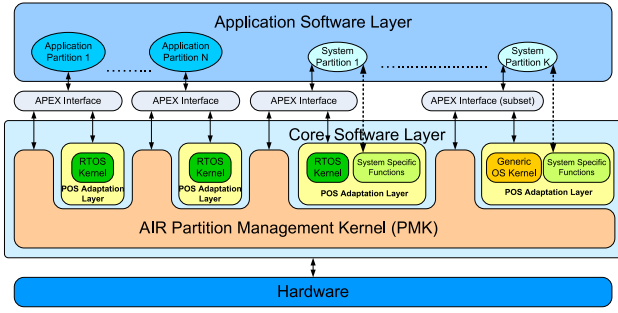 Application Software Layer
Application
Partition 1
Application
Partition N
System
Partition 1
System
Partition K
APEX Interface
APEX Interface
APEX Interface
APEX Interface (subset)
Core Software Layer
RTOS
Kernel
POS Adaptation
Layer
RTOS
Kernel
POS Adaptation
Layer
RTOS
Kernel
System Specific
Functions
POS Adaptation Layer
Generic
OS Kernel
System Specific
Functions
POS Adaptation Layer
AIR Partition Management Kernel (PMK)
Hardware